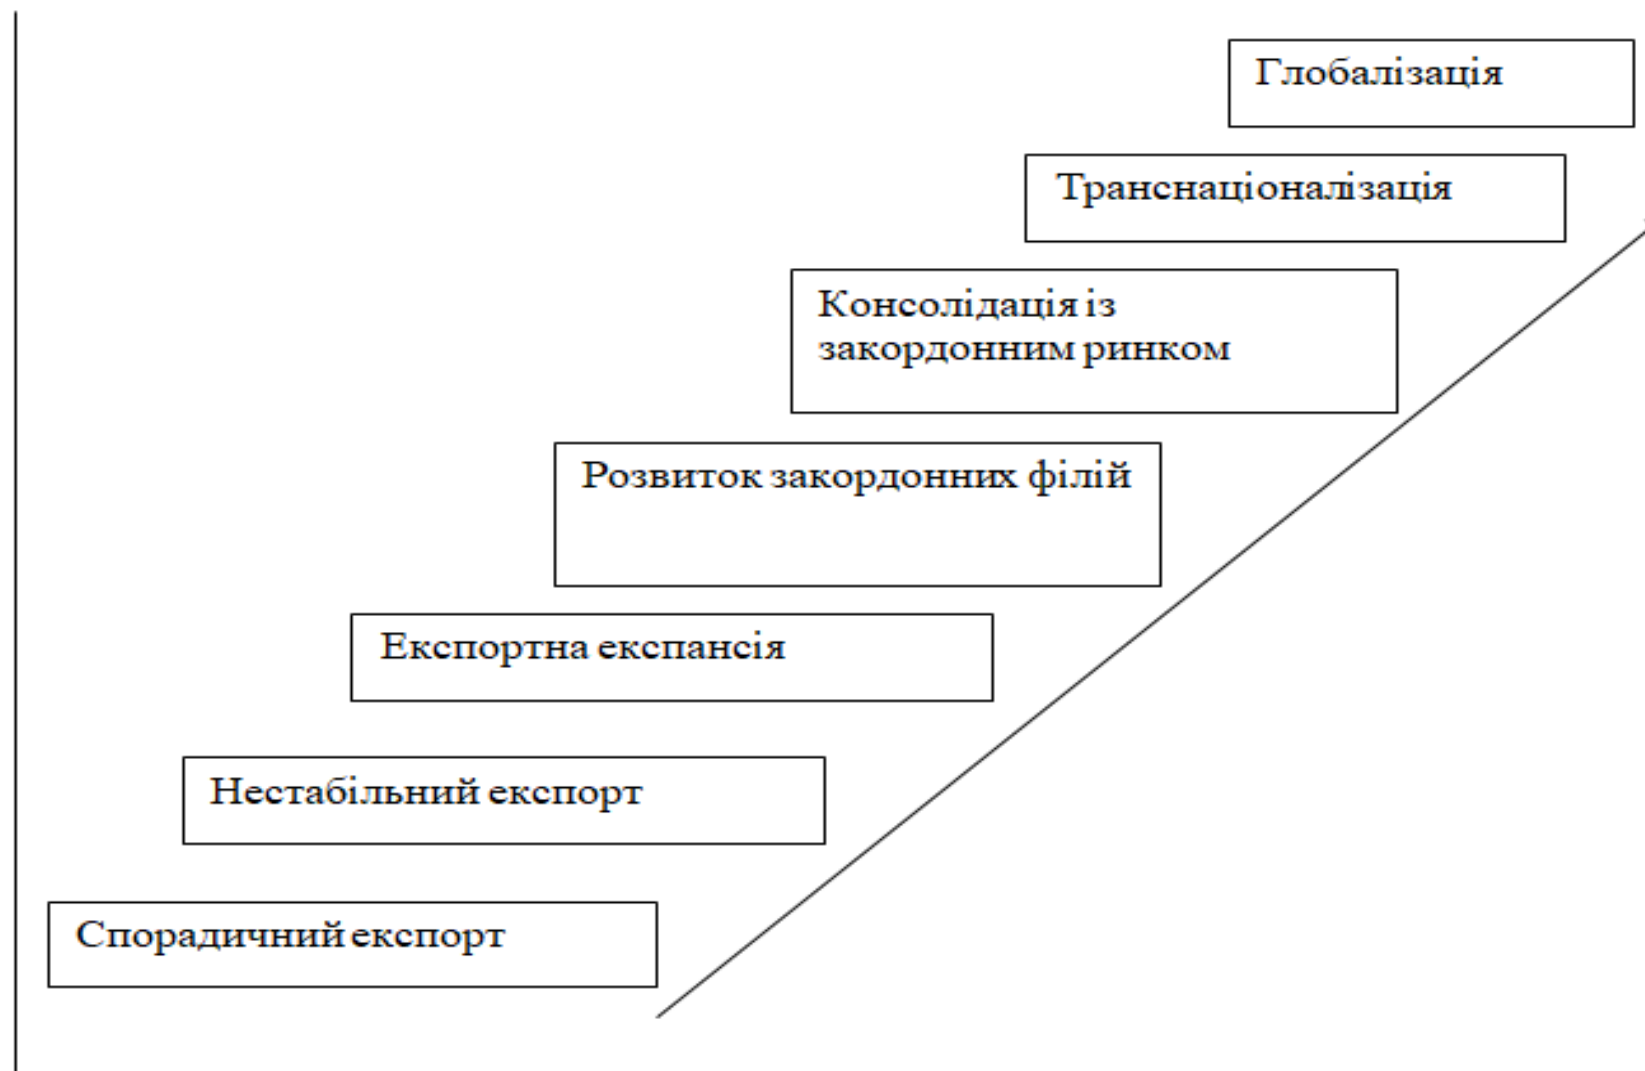 Глобалізація
Транснаціоналізація
Консолідація із
закордонним ринком
Розвиток закордонних філій
Експортна експансія
Нестабільний експорт
Спорадичний експорт